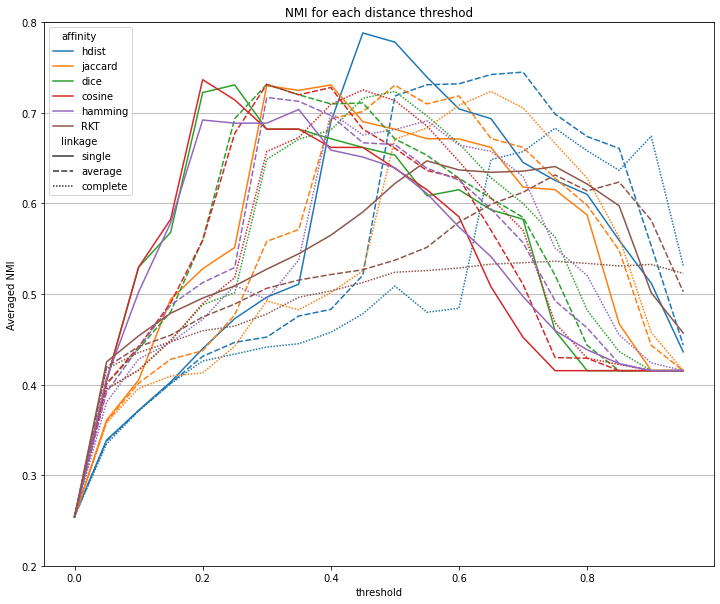 NMI for each distance threshod
affinity
hdist
jaccard
dice
cosine
hamming
RKT
linkage
single
average
complete
Averaged NMI
0.8
0.7
0.6
0.5
0.4
0.3
0.2
0.0 0.2 0.4 0.6 0.8
threshold